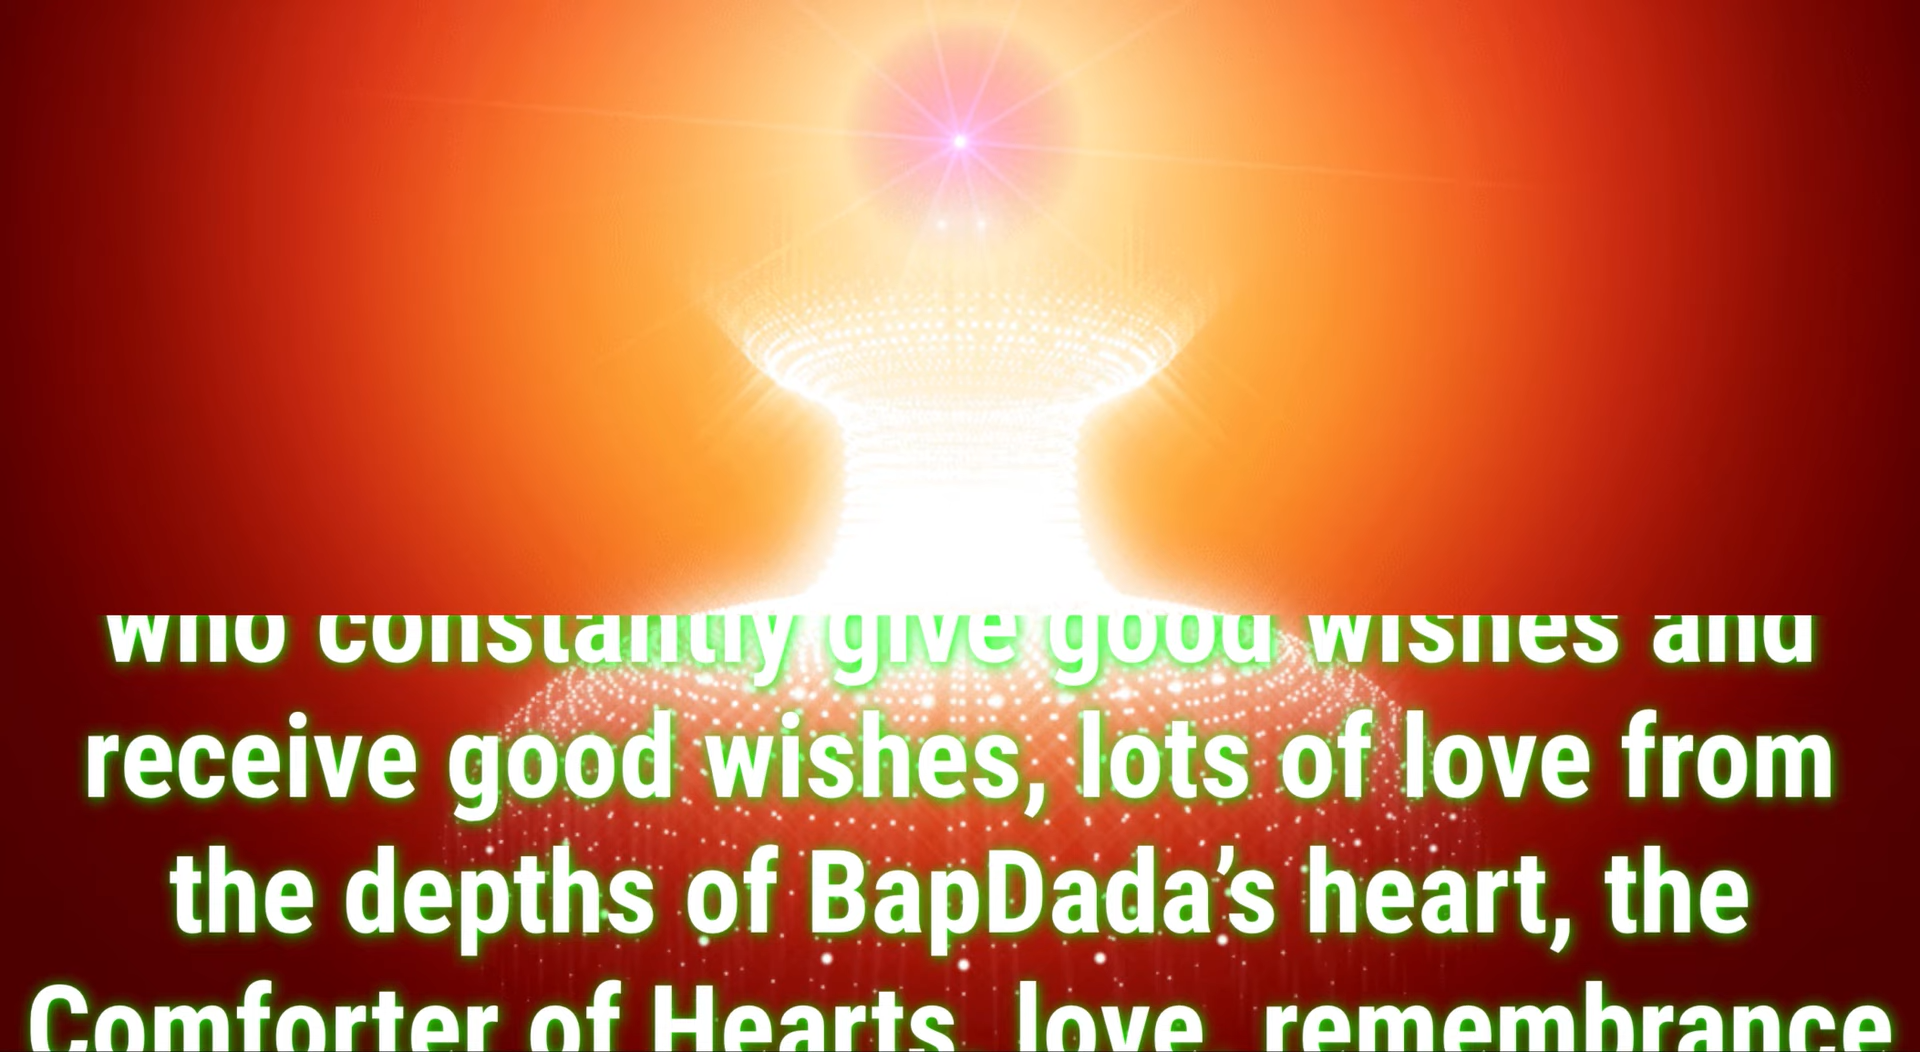 who constantly give good wishes and
receive good wishes, lots of love from
the depths of BapDada’s heart, the
Comforter of Hearts, love, remembrance